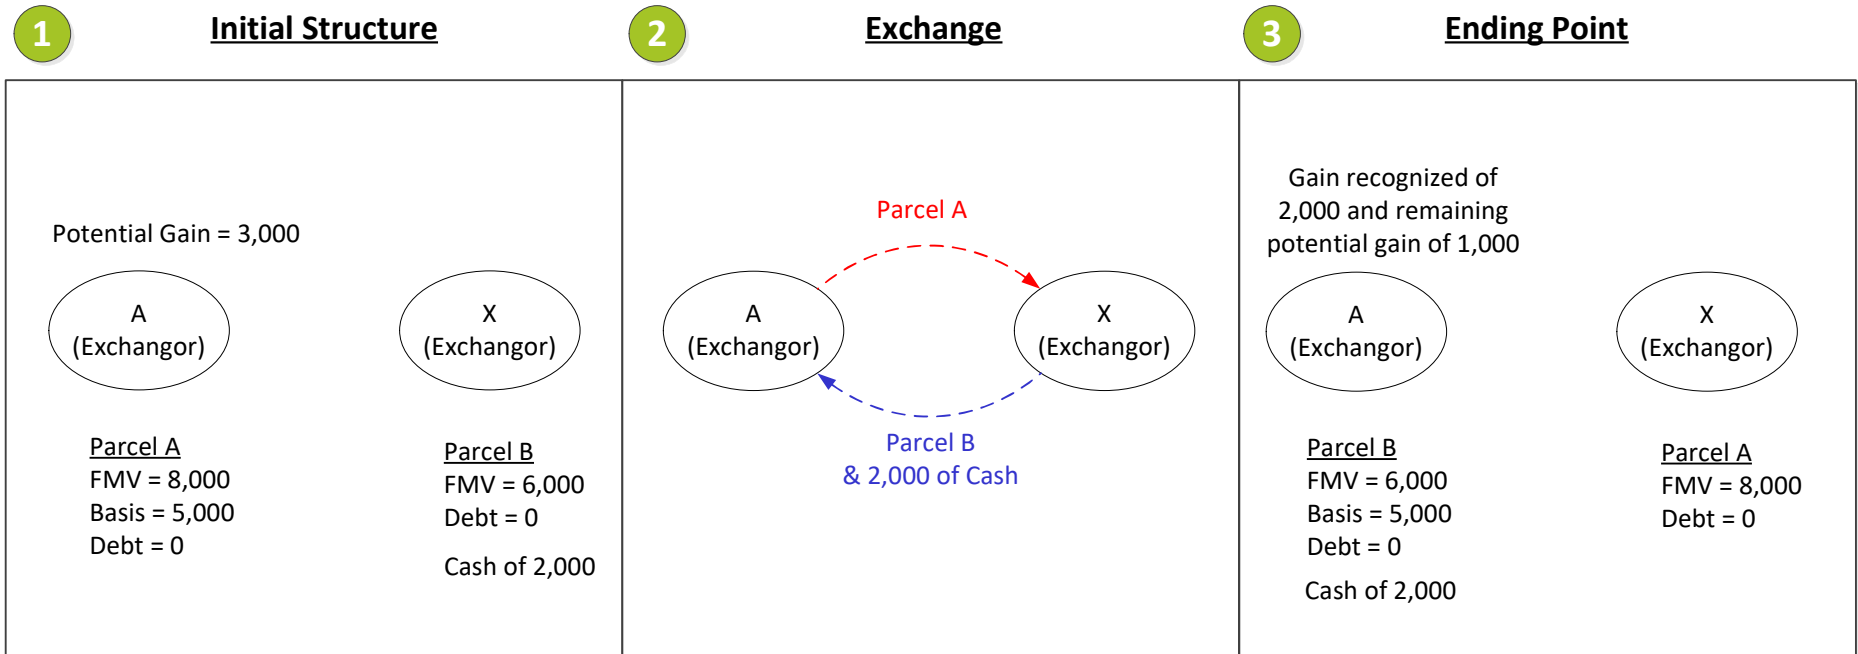 1
Initial Structure
Potential Gain = 3,000
A
(Exchangor)
X
(Exchangor)
Parcel A
FMV = 8,000
Basis = 5,000
Debt = 0
Parcel B
FMV = 6,000
Debt = 0
Cash of 2,000
2
Exchange
Parcel A
A
(Exchangor)
X
(Exchangor)
Parcel B
& 2,000 of Cash
3
Ending Point
Gain recognized of
2,000 and remaining
potential gain of 1,000
A
(Exchangor)
X
(Exchangor)
Parcel B
FMV = 6,000
Basis = 5,000
Debt = 0
Cash of 2,000
Parcel A
FMV = 8,000
Debt = 0